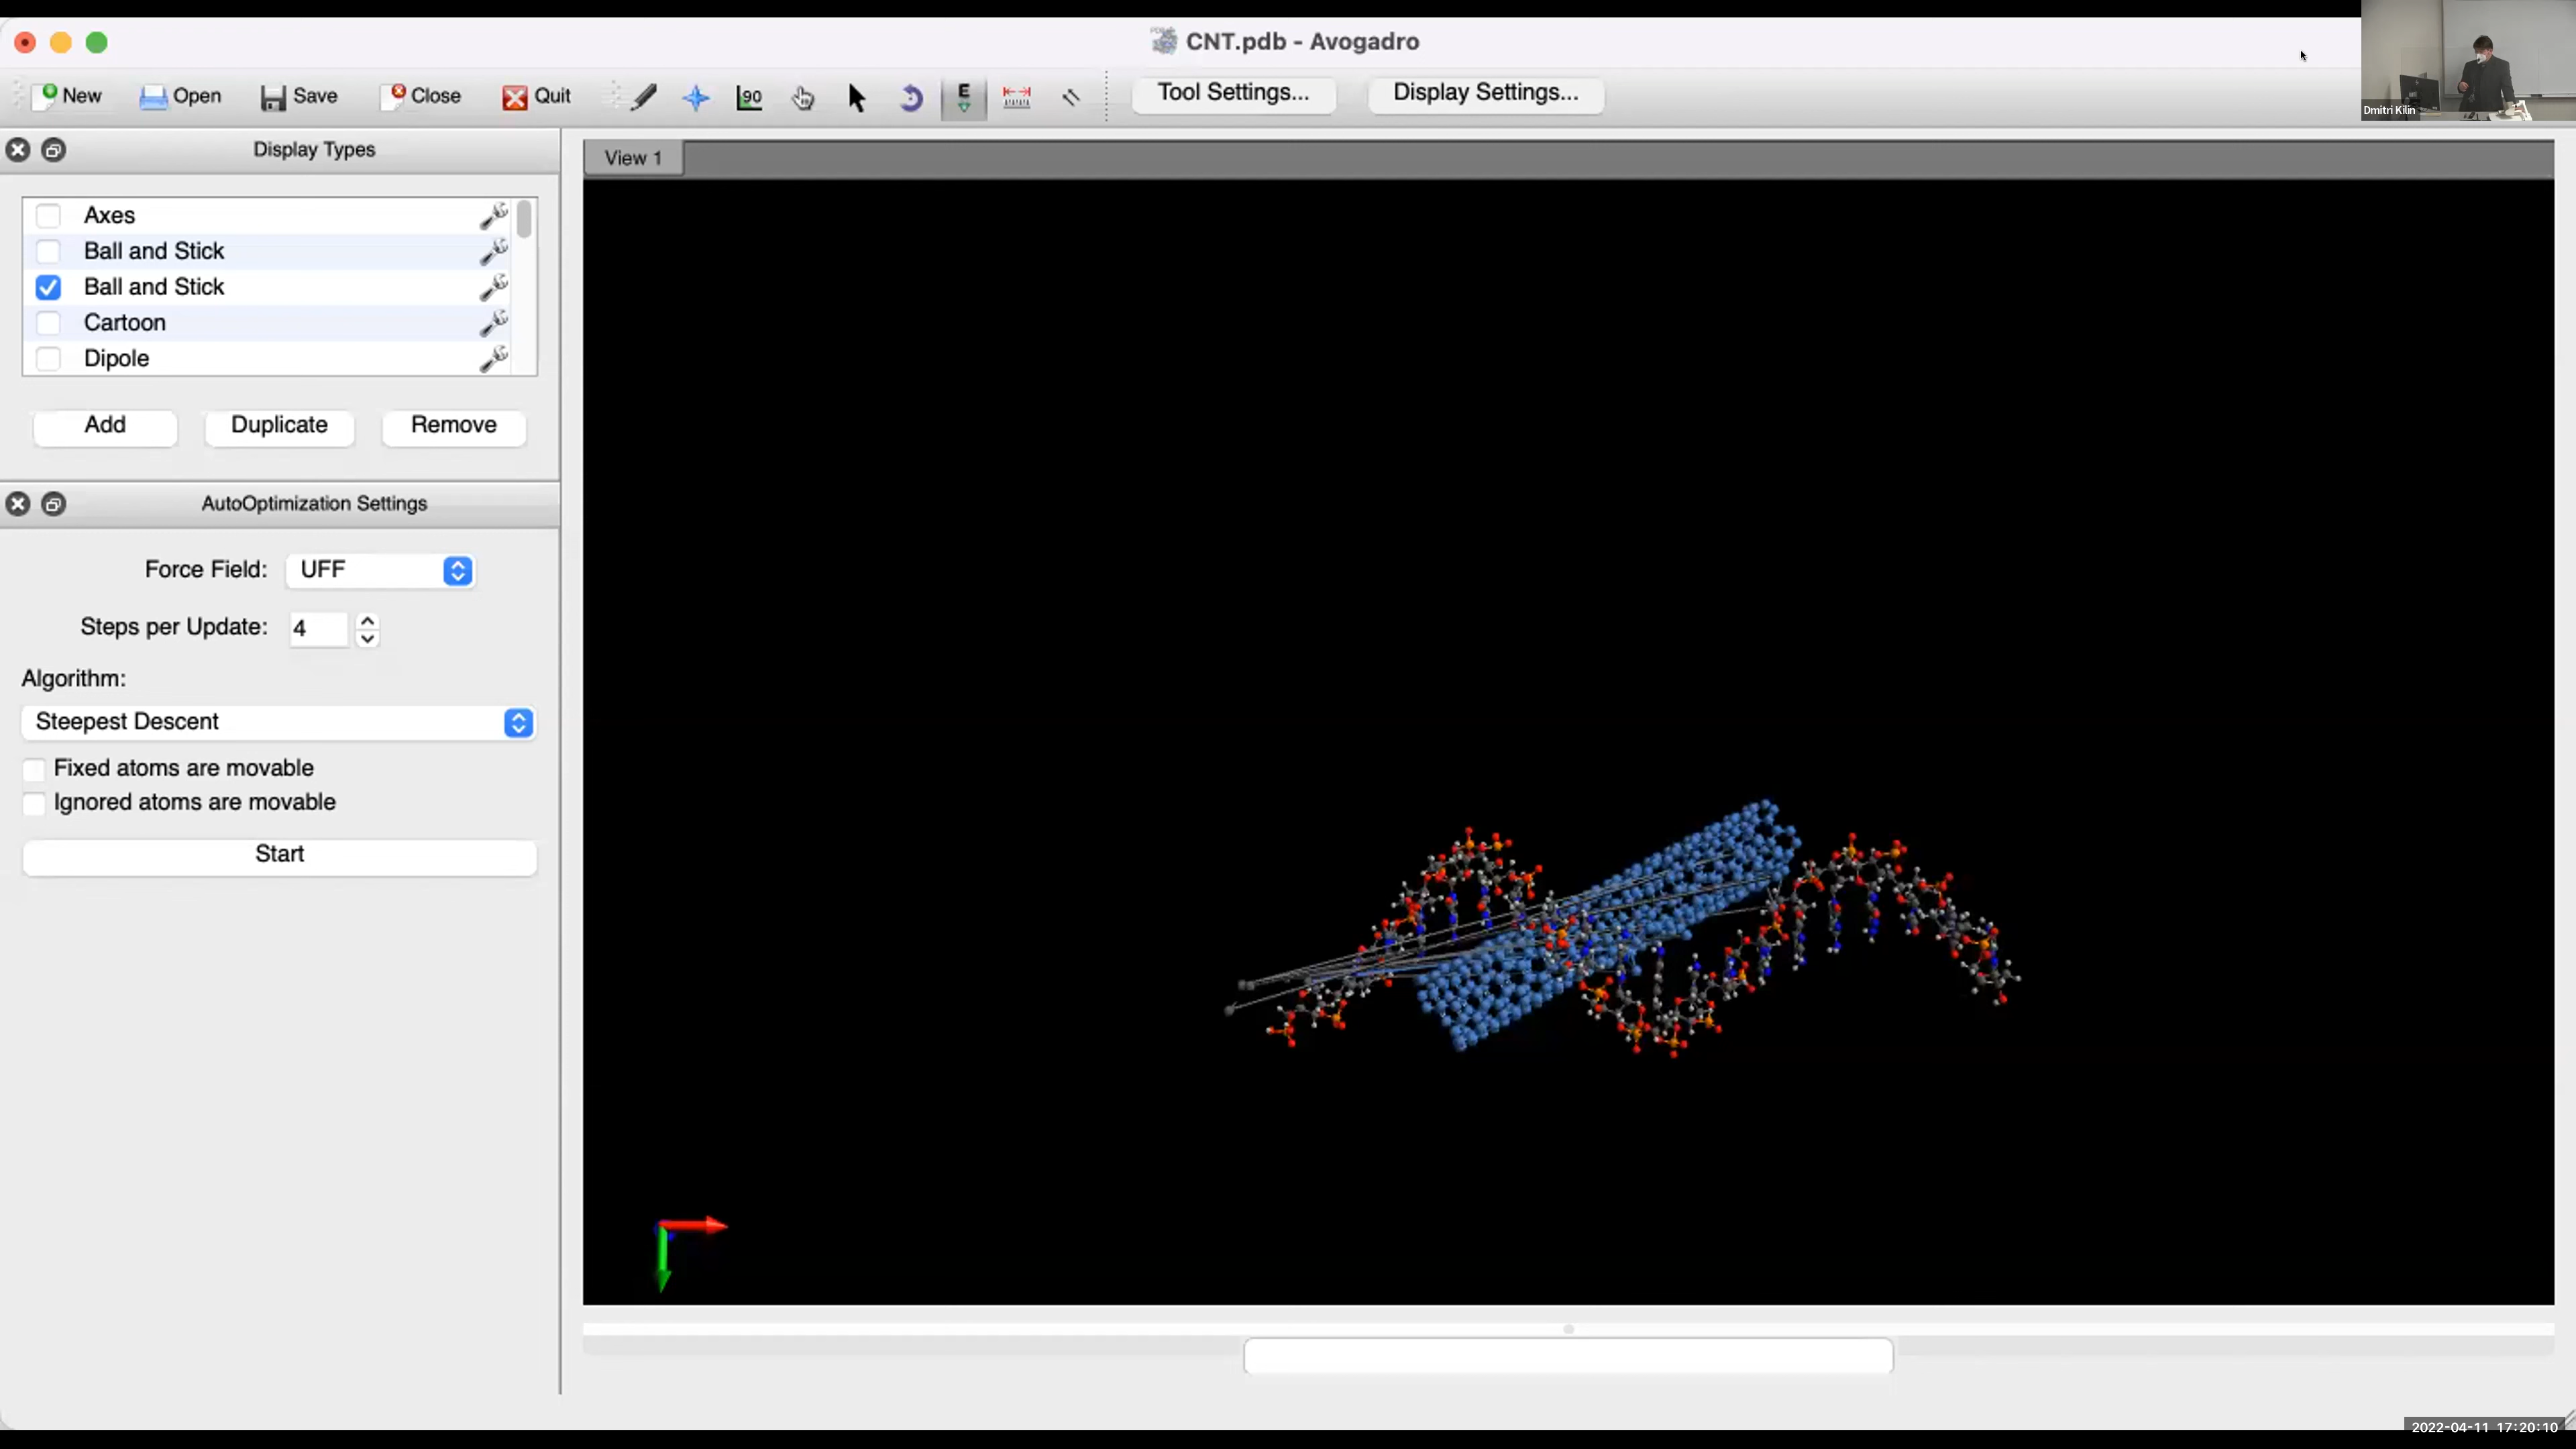 CNT.pdb - Avogadro
New Open Save Close Quit 90 E Tool Settings... Display Settings...
Dmitri Kilin
Display Types
View 1
Axes
Ball and Stick
Ball and Stick
Cartoon
Dipole
Add Duplicate Remove
AutoOptimization Settings
Force Field: UFF
Steps per Update: 4
Algorithm:
Steepest Descent
Fixed atoms are movable
Ignored atoms are movable
Start
2022-04-11 17:20:10